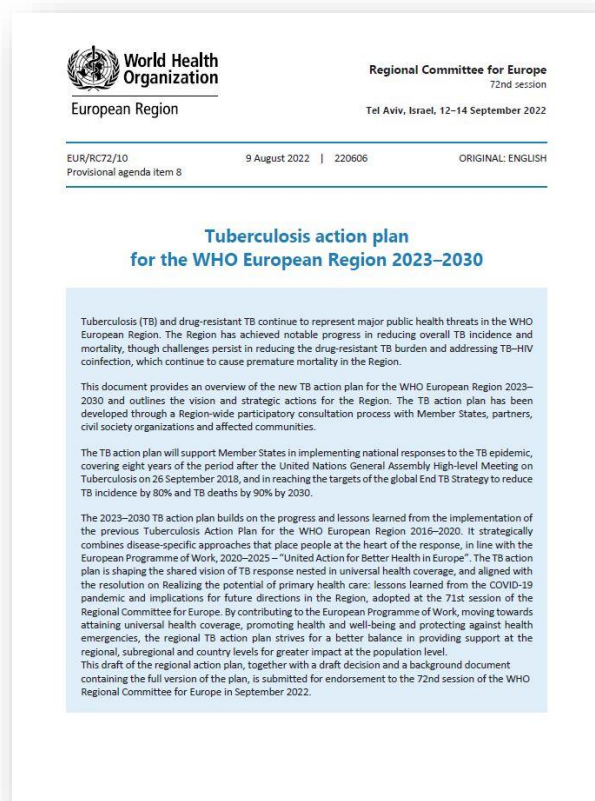 World Health
Organization
European Region
Regional Committee for Europe
72nd session
Tel Aviv, Israel, 12–14 September 2022
EUR/RC72/10
Provisional agenda item 8
9 August 2022 | 220606
ORIGINAL: ENGLISH
Tuberculosis action plan
for the WHO European Region 2023–2030
Tuberculosis (TB) and drug-resistant TB continue to represent major public health threats in the WHO
European Region. The Region has achieved notable progress in reducing overall TB incidence and
mortality, though challenges persist in reducing the drug-resistant TB burden and addressing TB–HIV
coinfection, which continue to cause premature mortality in the Region.
This document provides an overview of the new TB action plan for the WHO European Region 2023–
2030 and outlines the vision and strategic actions for the Region. The TB action plan has been
developed through a Region-wide participatory consultation process with Member States, partners,
civil society organizations and affected communities.
The TB action plan will support Member States in implementing national responses to the TB epidemic,
covering eight years of the period after the United Nations General Assembly High-level Meeting on
Tuberculosis on 26 September 2018, and in reaching the targets of the global End TB Strategy to reduce
TB incidence by 80% and TB deaths by 90% by 2030.
The 2023–2030 TB action plan builds on the progress and lessons learned from the implementation of
the previous Tuberculosis Action Plan for the WHO European Region 2016–2020. It strategically
combines disease-specific approaches that place people at the heart of the response, in line with the
European Programme of Work, 2020–2025 – “United Action for Better Health in Europe”. The TB action
plan is shaping the shared vision of TB response nested in universal health coverage, and aligned with
the resolution on Realizing the potential of primary health care: lessons learned from the COVID-19
pandemic and implications for future directions in the Region, adopted at the 71st session of the
Regional Committee for Europe. By contributing to the European Programme of Work, moving towards
attaining universal health coverage, promoting health and well-being and protecting against health
emergencies, the regional TB action plan strives for a better balance in providing support at the
regional, subregional and country levels for greater impact at the population level.
This draft of the regional action plan, together with a draft decision and a background document
containing the full version of the plan, is submitted for endorsement to the 72nd session of the WHO
Regional Committee for Europe in September 2022.